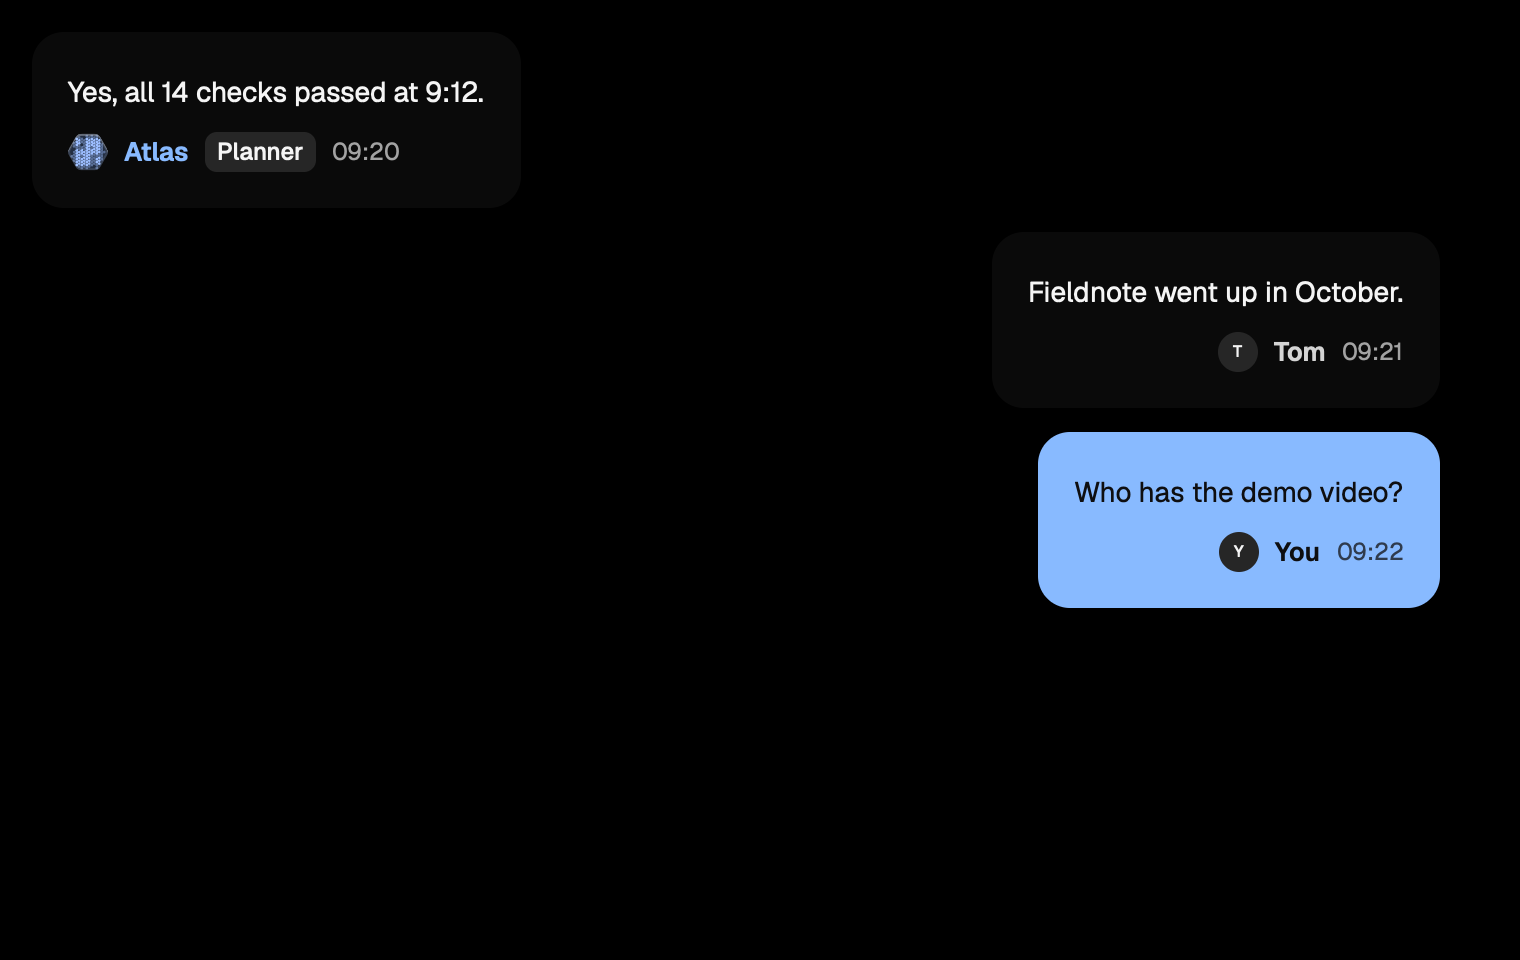 Yes, all 14 checks passed at 9:12.
Atlas Planner 09:20
Fieldnote went up in October.
T Tom 09:21
Who has the demo video?
Y You 09:22